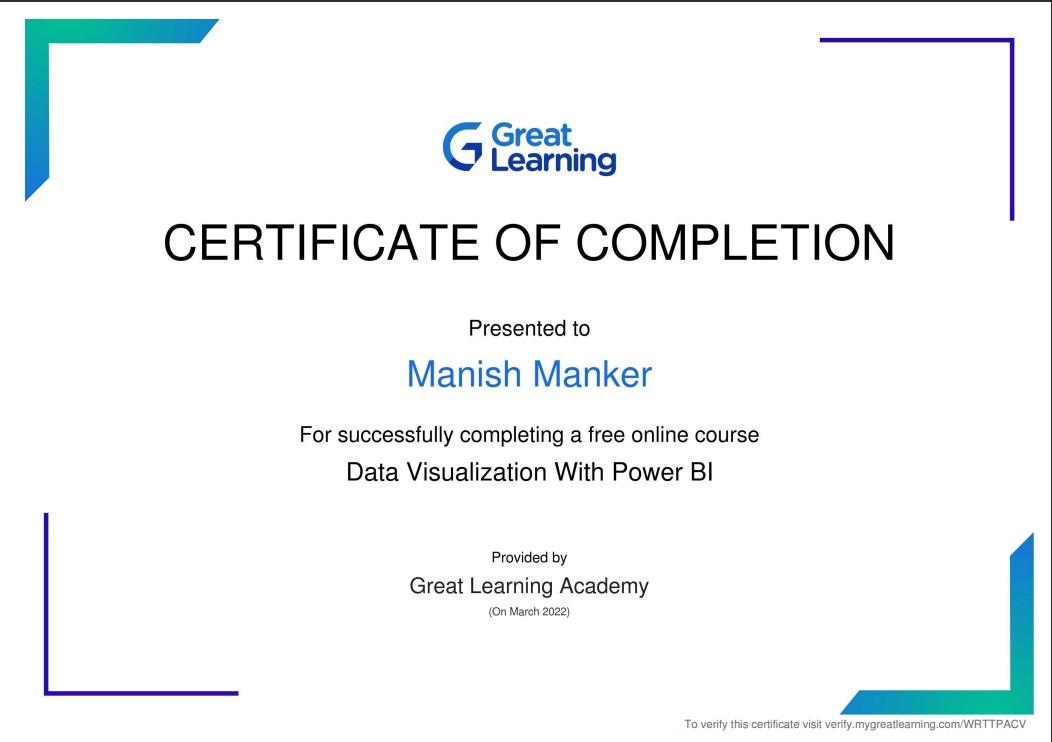 Great
Learning
CERTIFICATE OF COMPLETION
Presented to
Manish Manker
For successfully completing a free online course
Data Visualization With Power BI
Provided by
Great Learning Academy
(On March 2022)
To verify this certificate visit verify.mygreatlearning.com/WRTTPACV